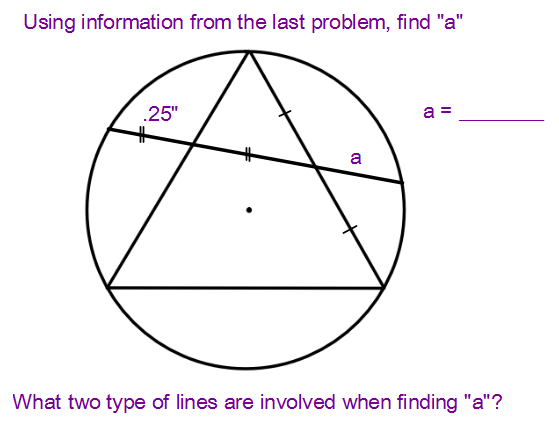 Using information from the last problem, find "a"
.25"
a = ________
a
What two type of lines are involved when finding "a"?